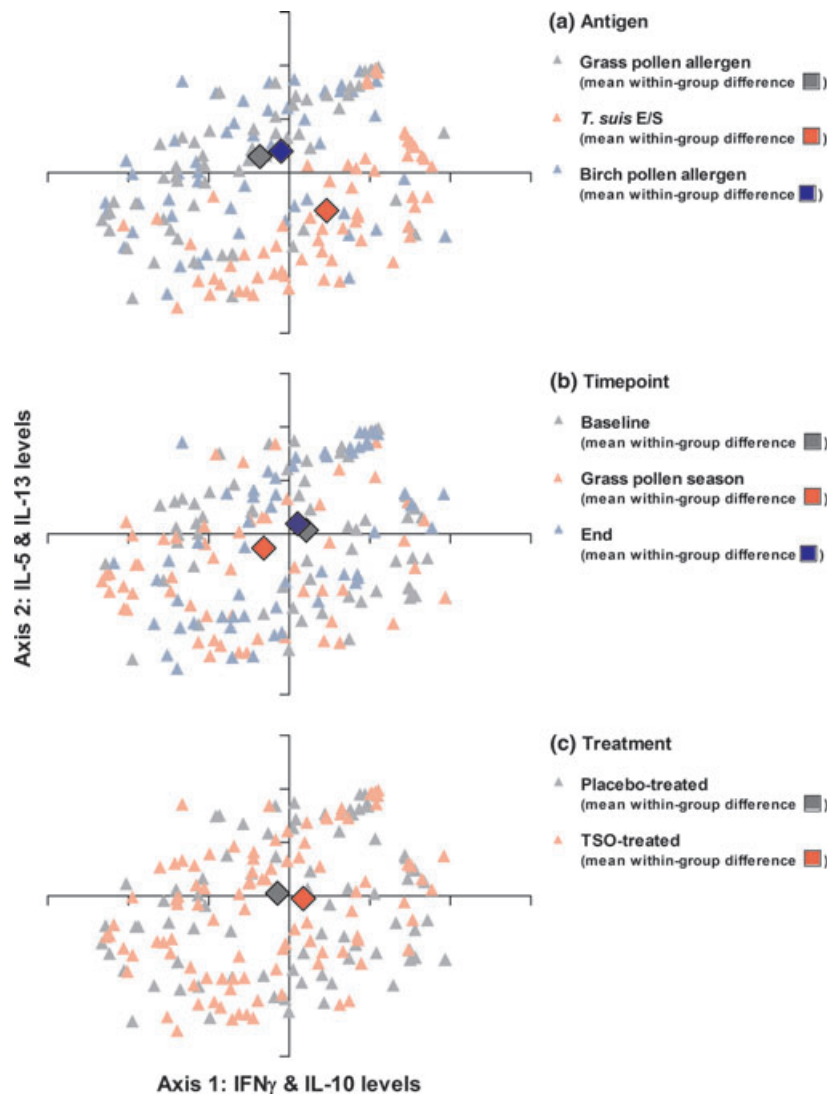 (a) Antigen
Grass pollen allergen
(mean within-group difference )
T. suis E/S
(mean within-group difference )
Birch pollen allergen
(mean within-group difference )
(b) Timepoint
Baseline
(mean within-group difference )
Grass pollen season
(mean within-group difference )
End
(mean within-group difference )
Axis 2: IL-5 & IL-13 levels
(c) Treatment
Placebo-treated
(mean within-group difference )
TSO-treated
(mean within-group difference )
Axis 1: IFNγ & IL-10 levels